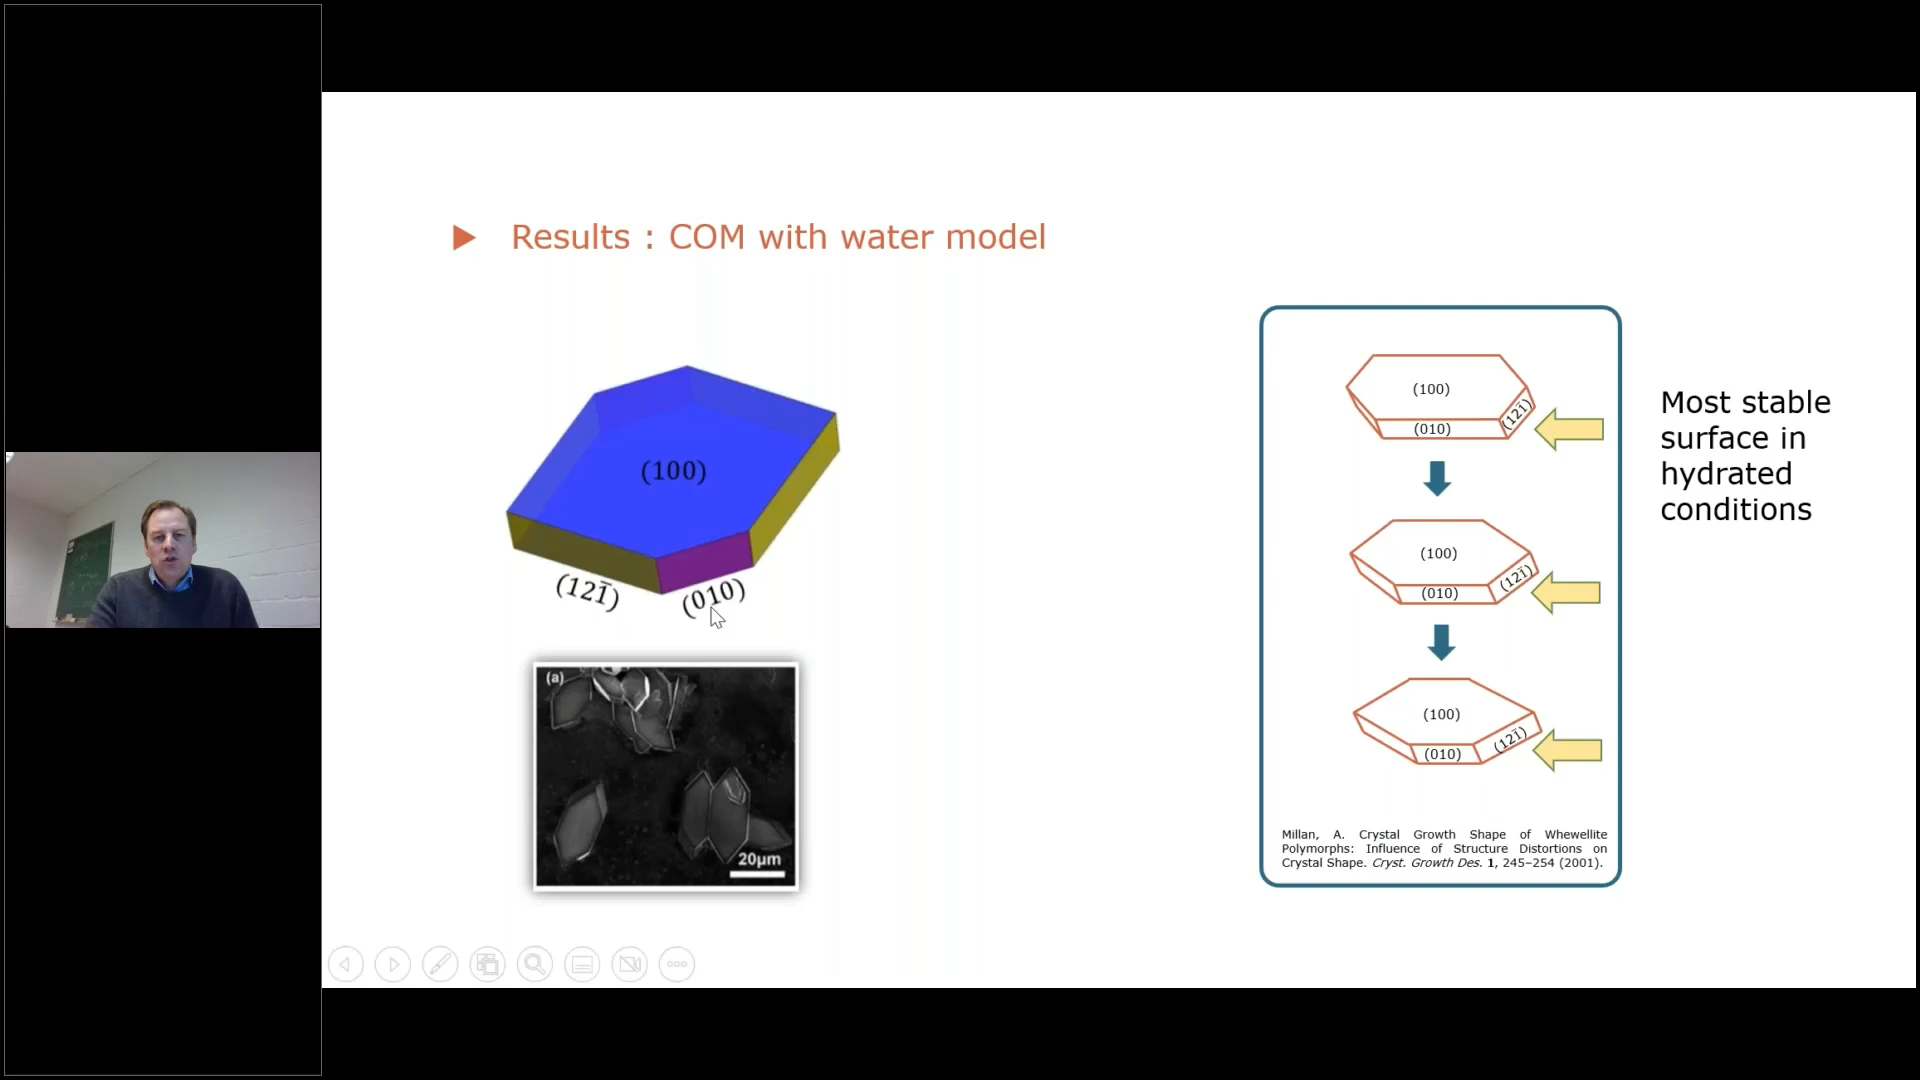 Results : COM with water model
(100)
(121̅)
(010)
(a)
20μm
(100)
(121̅)
(010)
(100)
(121̅)
(010)
(100)
(121̅)
(010)
Millan, A. Crystal Growth Shape of Whewellite
Polymorphs: Influence of Structure Distortions on
Crystal Shape. Cryst. Growth Des. 1, 245–254 (2001).
Most stable
surface in
hydrated
conditions